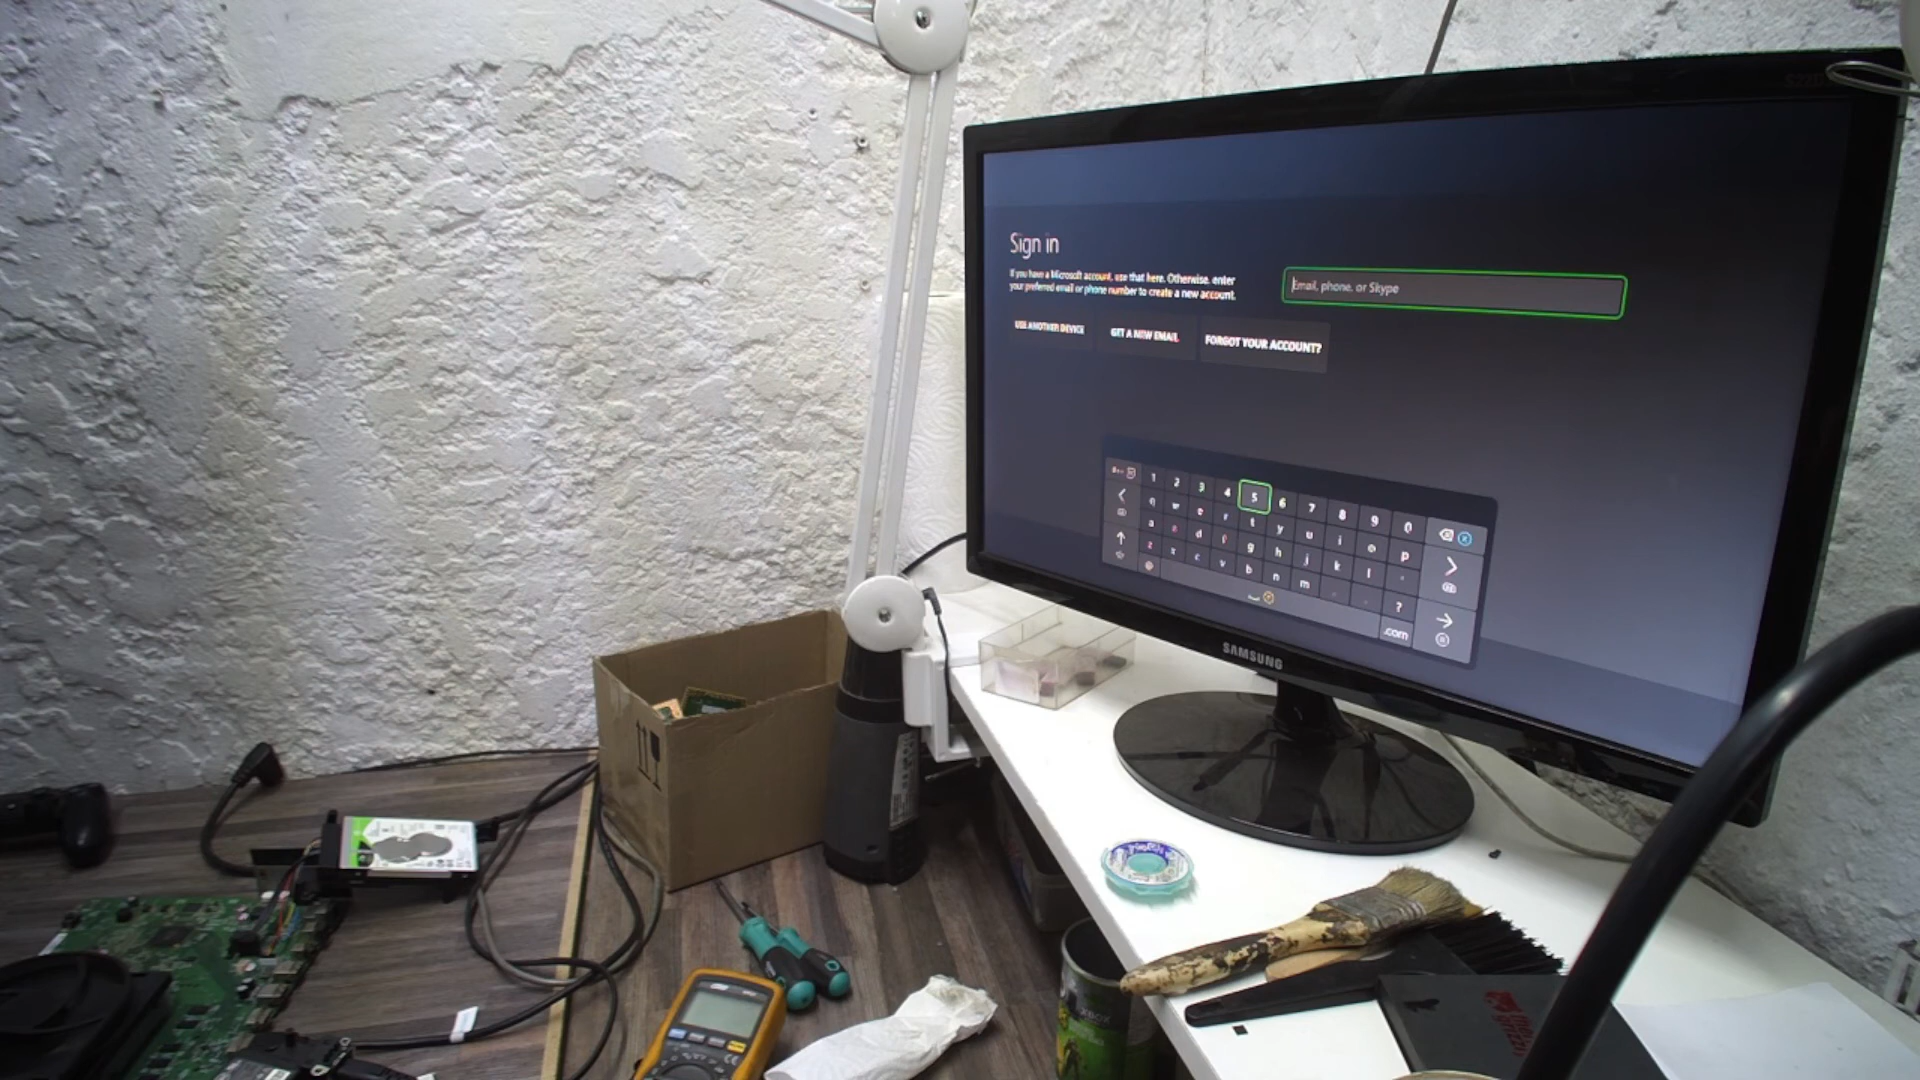 Sign in
If you have a Microsoft account, use that here. Otherwise, enter
your preferred email or phone number to create a new account.
Email, phone, or Skype
USE ANOTHER DEVICE
GET A NEW EMAIL
FORGOT YOUR ACCOUNT?
1 2 3 4 5 6 7 8 9 0
q w e r t y u i o p
a s d f g h j k l
z x c v b n m
?
.com
SAMSUNG
XBOX